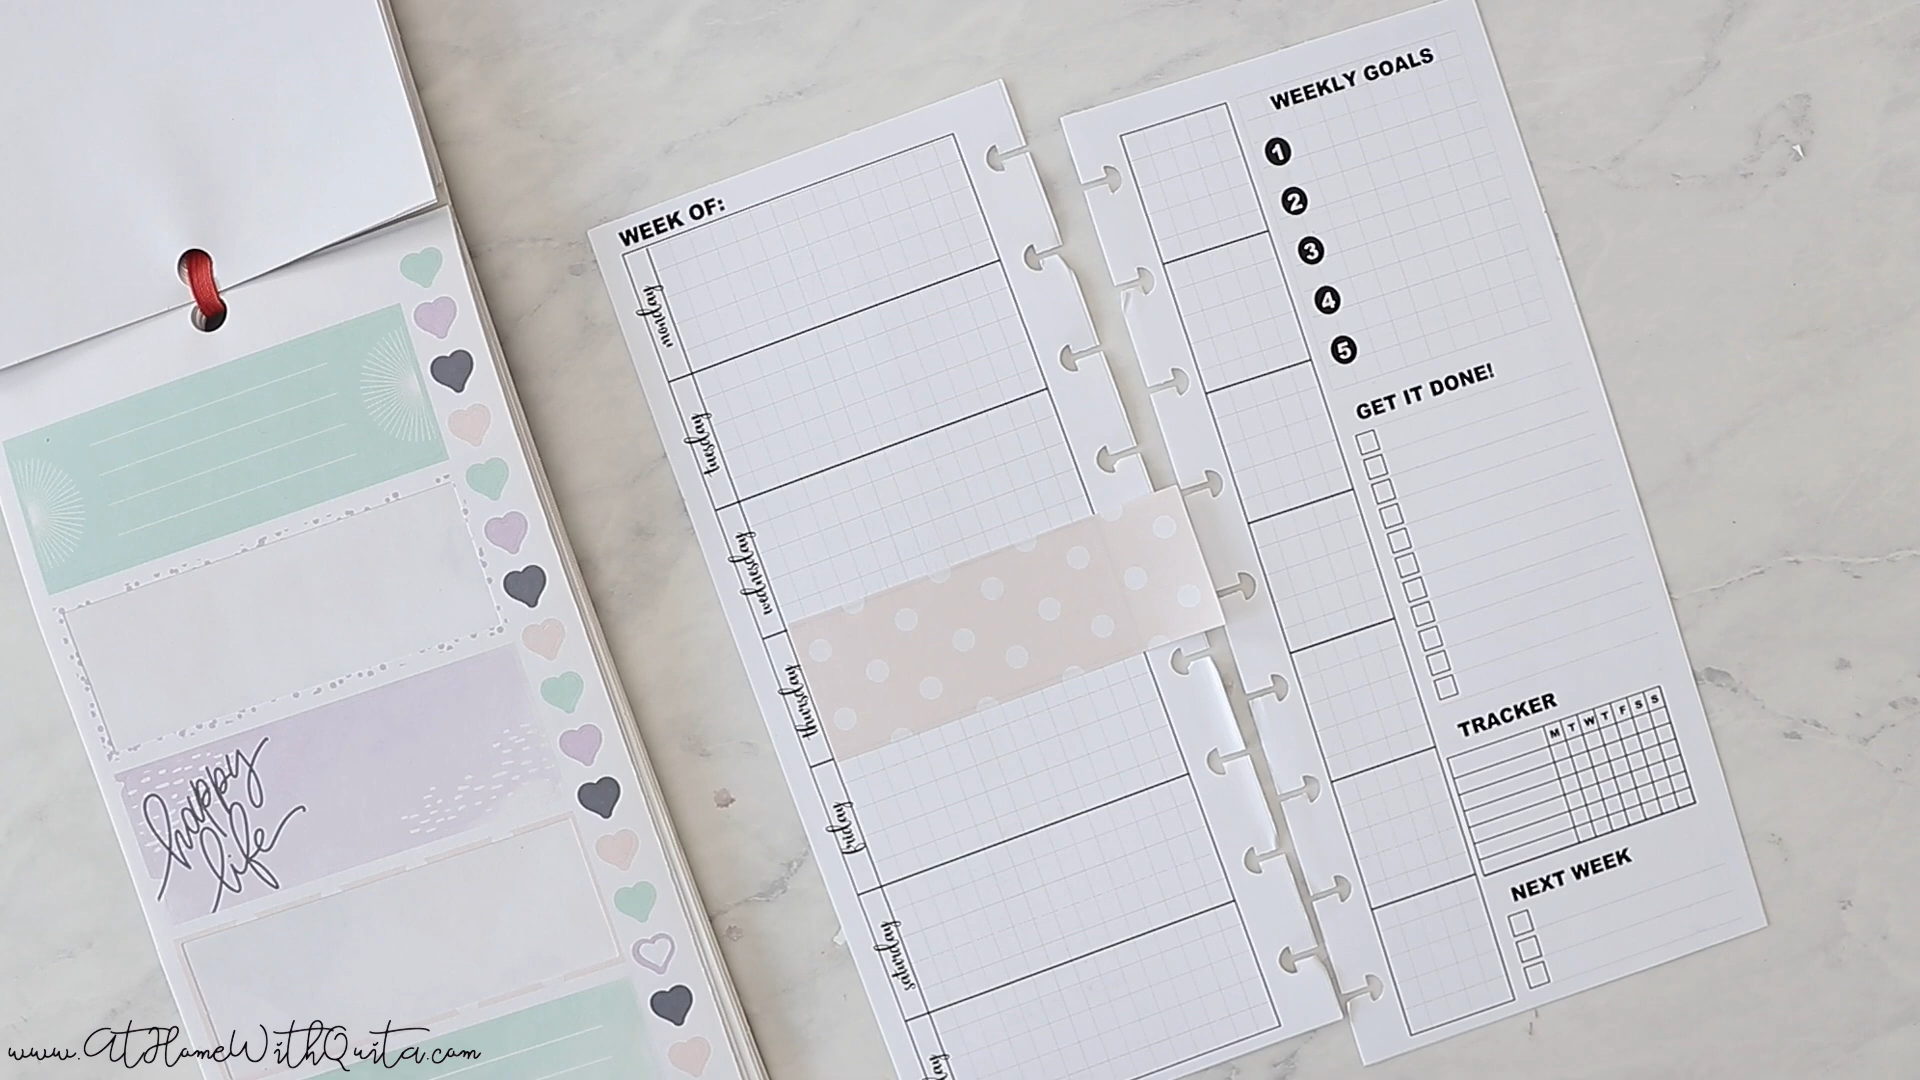 happy
life
WEEK OF:
monday
tuesday
wednesday
thursday
friday
saturday
WEEKLY GOALS
1
2
3
4
5
GET IT DONE!
TRACKER
M T W T F S S
NEXT WEEK
www.AtHomeWithQuita.com